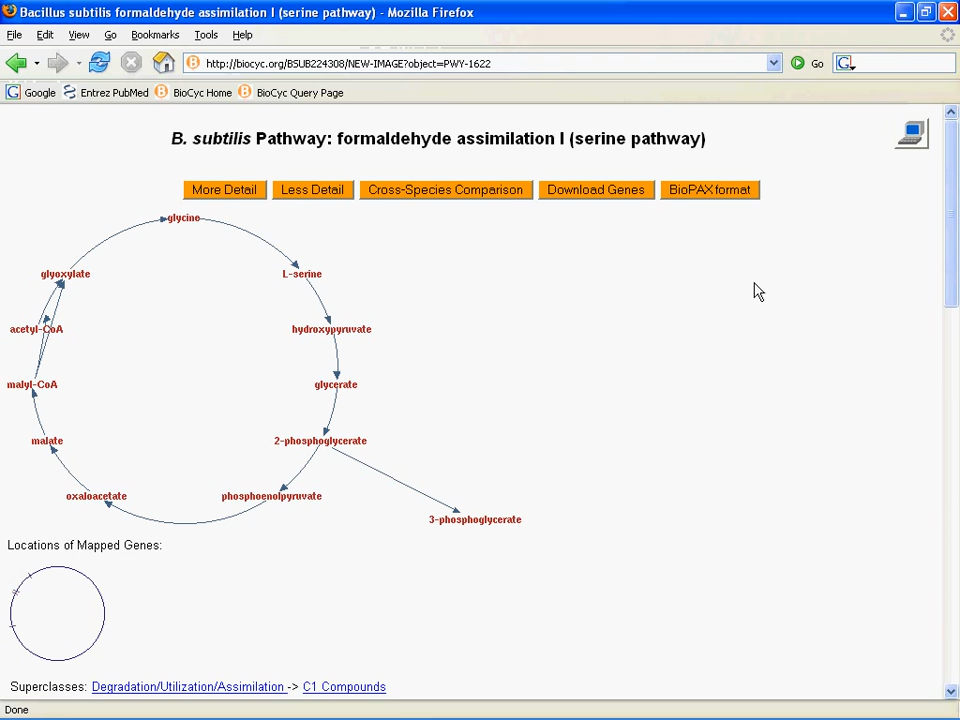 Bacillus subtilis formaldehyde assimilation I (serine pathway) - Mozilla Firefox
File Edit View Go Bookmarks Tools Help
http://biocyc.org/BSUB224308/NEW-IMAGE?object=PWY-1622 Go G
G Google Entrez PubMed BioCyc Home BioCyc Query Page
B. subtilis Pathway: formaldehyde assimilation I (serine pathway)
More Detail Less Detail Cross-Species Comparison Download Genes BioPAX format
glycine
glyoxylate L-serine
acetyl-CoA hydroxypyruvate
malyl-CoA glycerate
malate 2-phosphoglycerate
oxaloacetate phosphoenolpyruvate
3-phosphoglycerate
Locations of Mapped Genes:
Superclasses: Degradation/Utilization/Assimilation -> C1 Compounds
Done